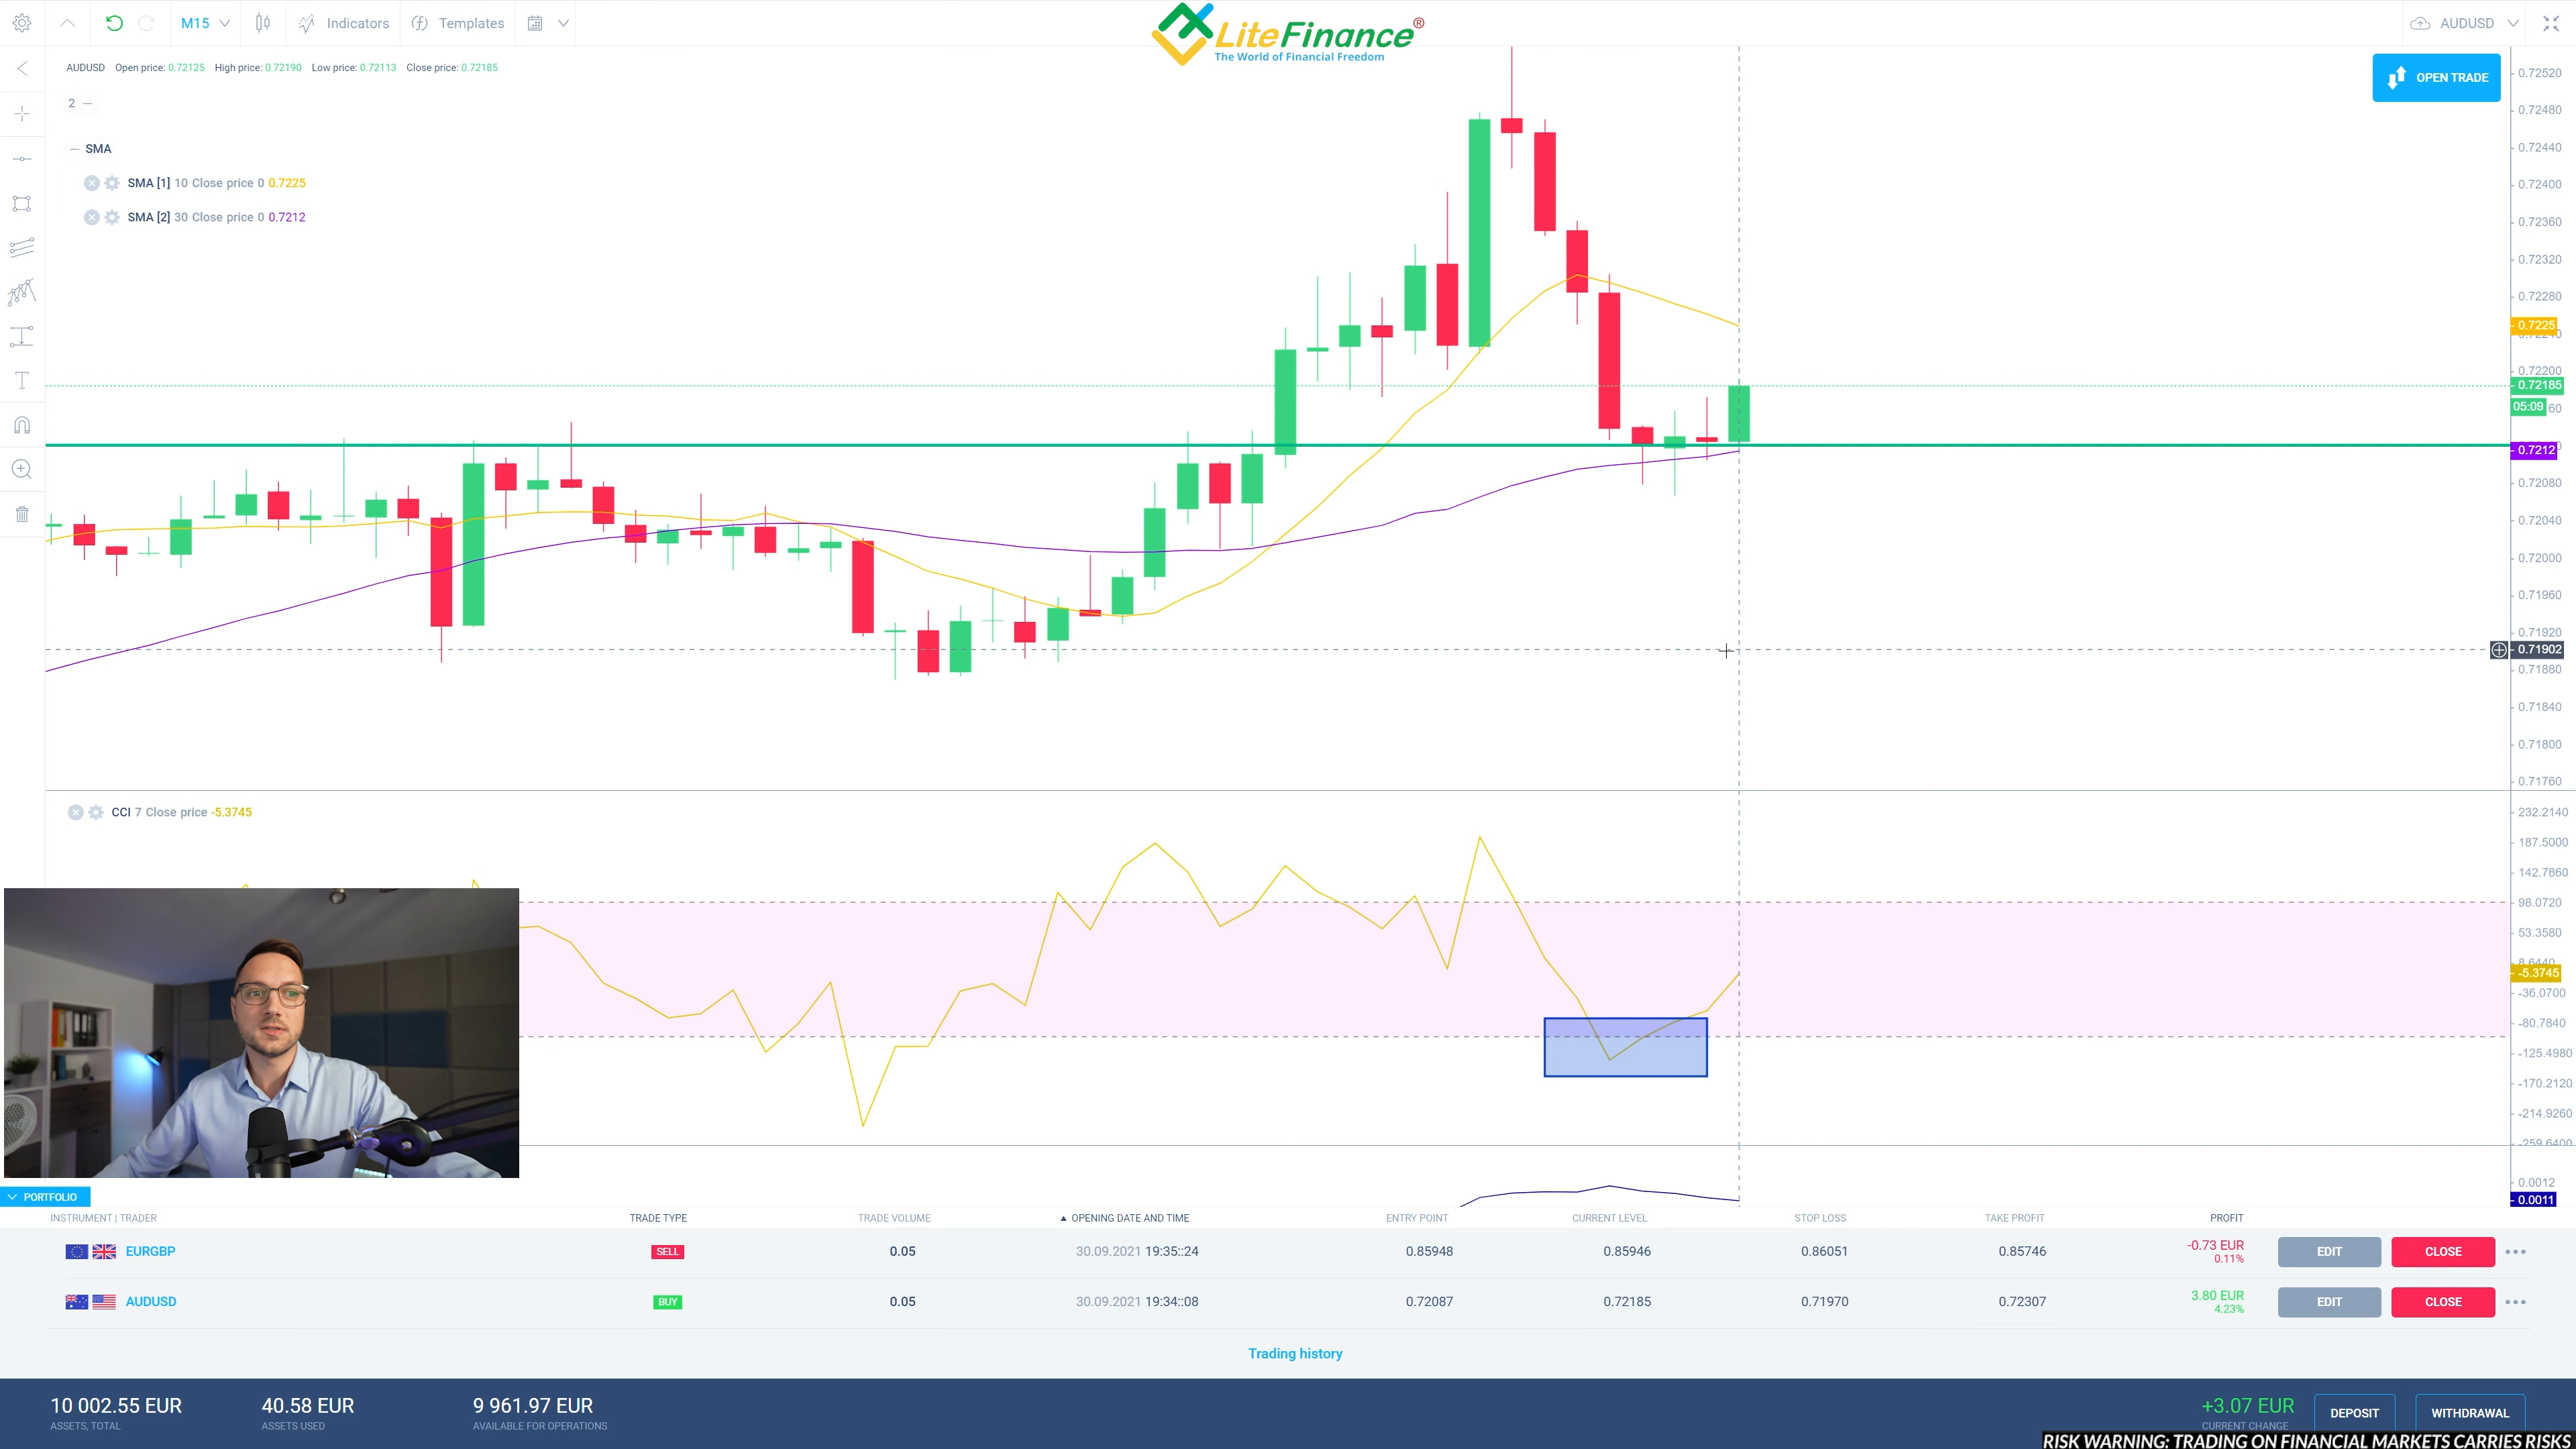 M15 Indicators Templates
LiteFinance®
The World of Financial Freedom
AUDUSD
AUDUSD Open price: 0.72125 High price: 0.72190 Low price: 0.72113 Close price: 0.72185
OPEN TRADE
2
SMA
SMA [1] 10 Close price 0 0.7225
SMA [2] 30 Close price 0 0.7212
0.72520
0.72480
0.72440
0.72400
0.72360
0.72320
0.72280
0.7225
0.72200
0.72185
05:09 60
0.7212
0.72080
0.72040
0.72000
0.71960
0.71920
0.71902
0.71880
0.71840
0.71800
0.71760
CCI 7 Close price -5.3745
232.2140
187.5000
142.7860
98.0720
53.3580
8.6440
-5.3745
-36.0700
-80.7840
-125.4980
-170.2120
-214.9260
-259.6400
0.0012
0.0011
PORTFOLIO
INSTRUMENT | TRADER TRADE TYPE TRADE VOLUME OPENING DATE AND TIME ENTRY POINT CURRENT LEVEL STOP LOSS TAKE PROFIT PROFIT
EURGBP SELL 0.05 30.09.2021 19:35::24 0.85948 0.85946 0.86051 0.85746 -0.73 EUR EDIT CLOSE
0.11%
AUDUSD BUY 0.05 30.09.2021 19:34::08 0.72087 0.72185 0.71970 0.72307 3.80 EUR EDIT CLOSE
4.23%
Trading history
10 002.55 EUR 40.58 EUR 9 961.97 EUR +3.07 EUR DEPOSIT WITHDRAWAL
ASSETS, TOTAL ASSETS USED AVAILABLE FOR OPERATIONS CURRENT CHANGE
RISK WARNING: TRADING ON FINANCIAL MARKETS CARRIES RISKS